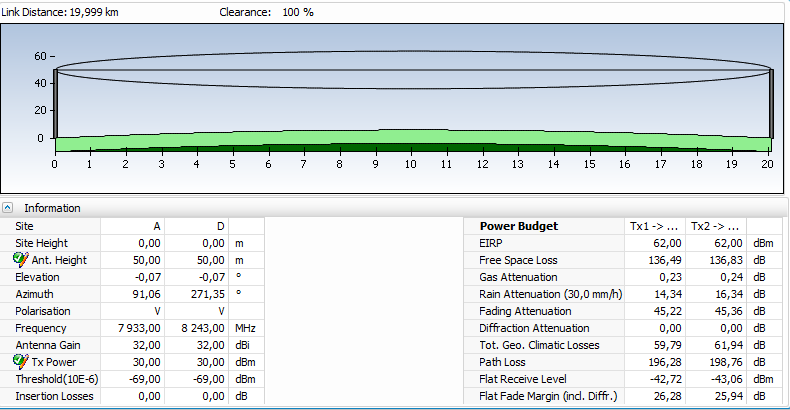 Link Distance: 19,999 km Clearance: 100 %
60
40
20
0
0 1 2 3 4 5 6 7 8 9 10 11 12 13 14 15 16 17 18 19 20
Information
Site A D
Site Height 0,00 0,00 m
Ant. Height 50,00 50,00 m
Elevation -0,07 -0,07 °
Azimuth 91,06 271,35 °
Polarisation V V
Frequency 7 933,00 8 243,00 MHz
Antenna Gain 32,00 32,00 dBi
Tx Power 30,00 30,00 dBm
Threshold(10E-6) -69,00 -69,00 dBm
Insertion Losses 0,00 0,00 dB
Power Budget Tx1 -> ... Tx2 -> ...
EIRP 62,00 62,00 dBm
Free Space Loss 136,49 136,83 dB
Gas Attenuation 0,23 0,24 dB
Rain Attenuation (30,0 mm/h) 14,34 16,34 dB
Fading Attenuation 45,22 45,36 dB
Diffraction Attenuation 0,00 0,00 dB
Tot. Geo. Climatic Losses 59,79 61,94 dB
Path Loss 196,28 198,76 dB
Flat Receive Level -42,72 -43,06 dBm
Flat Fade Margin (incl. Diffr.) 26,28 25,94 dB